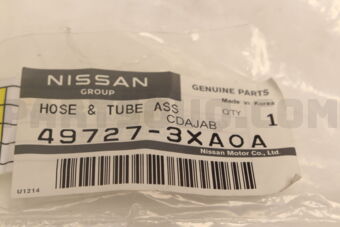 NISSAN
GROUP
GENUINE PARTS
Made in Korea
HOSE & TUBE ASS
CDAJAB
QTY
1
49727-3XA0A
Nissan Motor Co., Ltd.
U1214